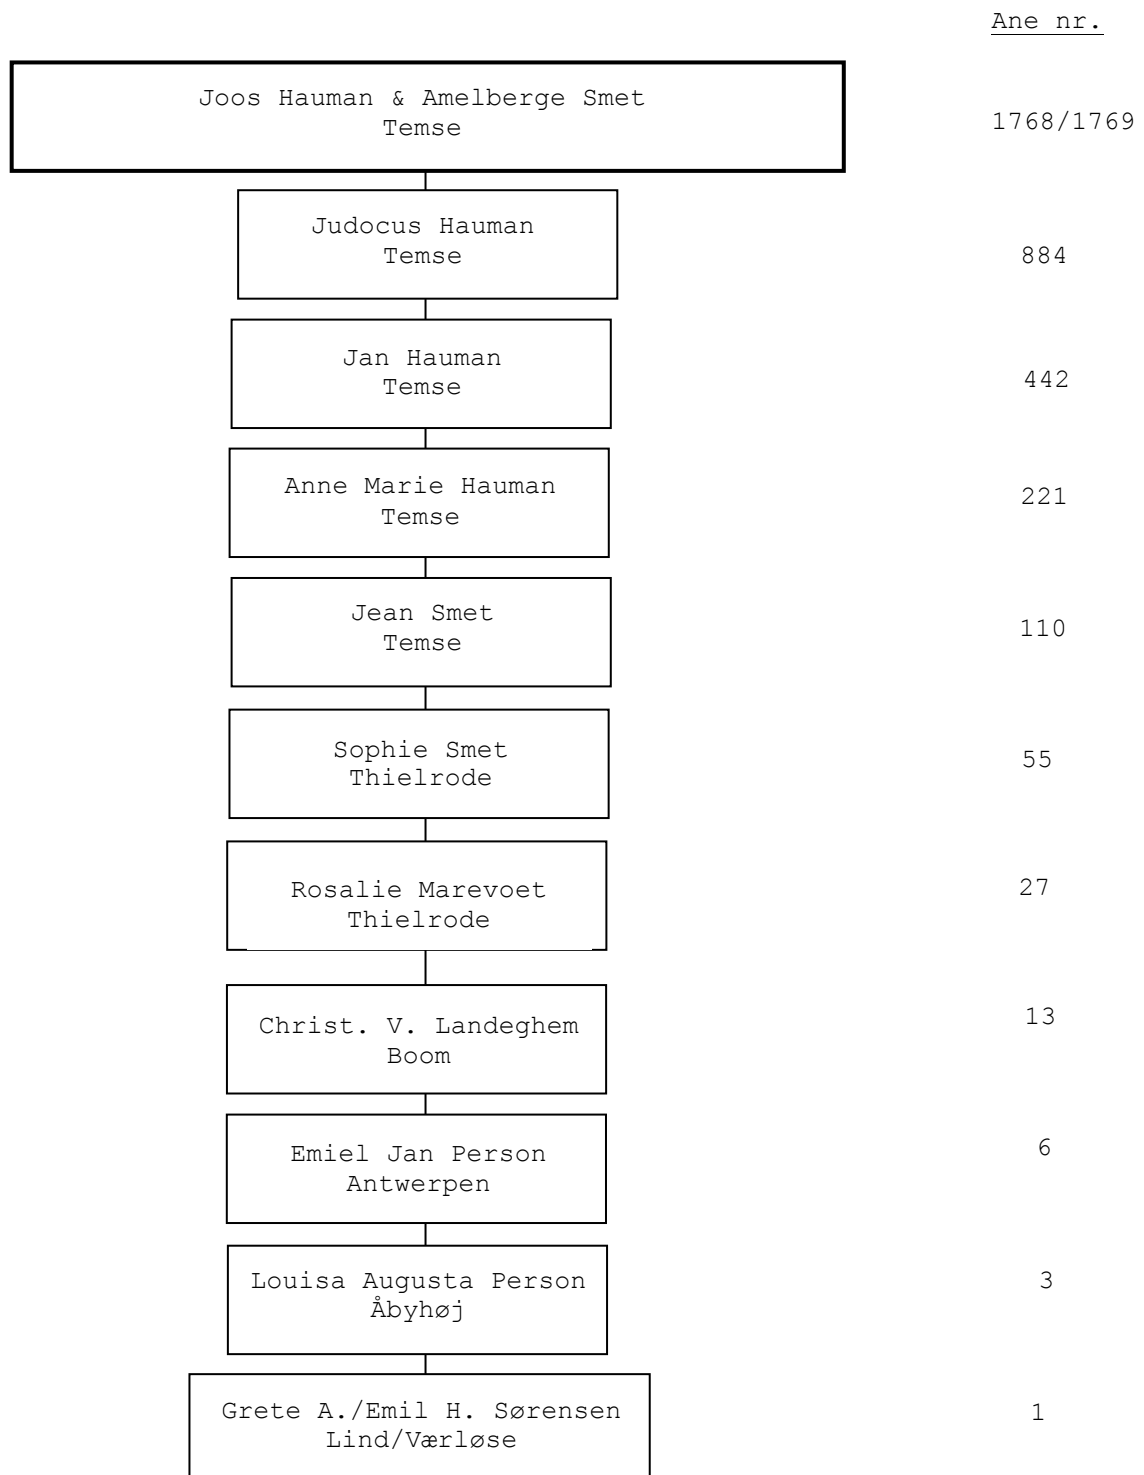 Ane nr.
Joos Hauman & Amelberge Smet
Temse
1768/1769
Judocus Hauman
Temse
884
Jan Hauman
Temse
442
Anne Marie Hauman
Temse
221
Jean Smet
Temse
110
Sophie Smet
Thielrode
55
Rosalie Marevoet
Thielrode
27
Christ. V. Landeghem
Boom
13
Emiel Jan Person
Antwerpen
6
Louisa Augusta Person
Åbyhøj
3
Grete A./Emil H. Sørensen
Lind/Værløse
1